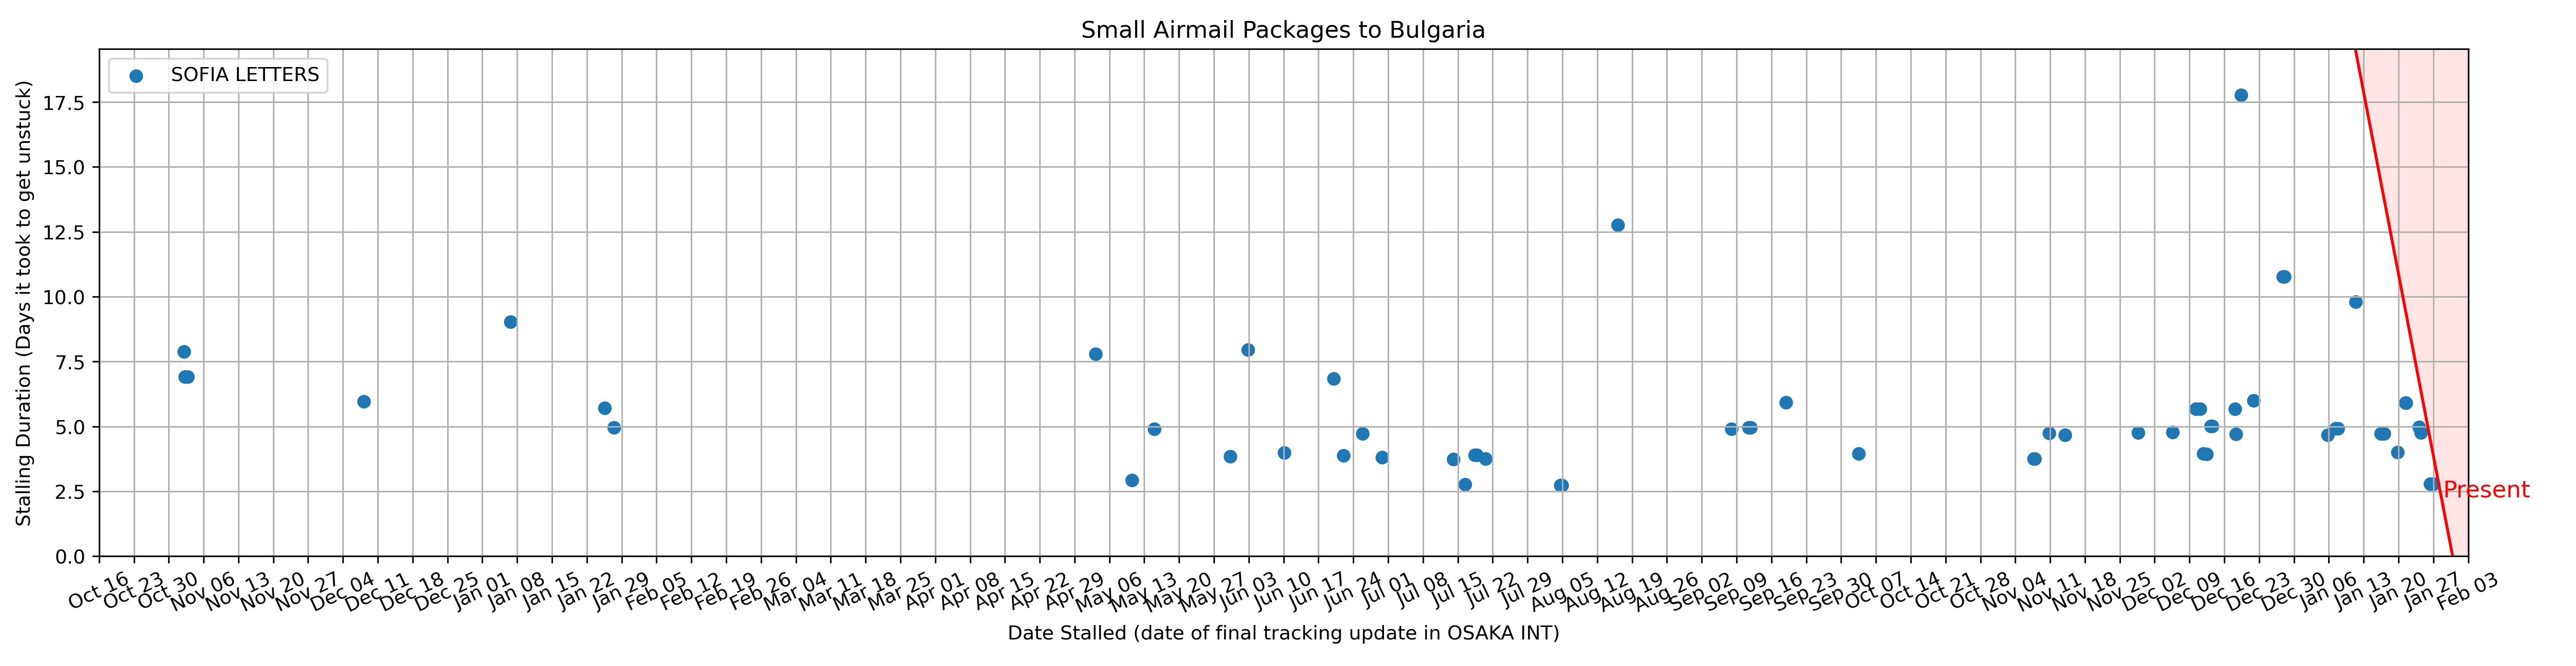 Small Airmail Packages to Bulgaria
SOFIA LETTERS
Stalling Duration (Days it took to get unstuck)
17.5
15.0
12.5
10.0
7.5
5.0
2.5
0.0
Present
Oct 16 Oct 23 Oct 30 Nov 06 Nov 13 Nov 20 Nov 27 Dec 04 Dec 11 Dec 18 Dec 25 Jan 01 Jan 08 Jan 15 Jan 22 Jan 29 Feb 05 Feb 12 Feb 19 Feb 26 Mar 04 Mar 11 Mar 18 Mar 25 Apr 01 Apr 08 Apr 15 Apr 22 Apr 29 May 06 May 13 May 20 May 27 Jun 03 Jun 10 Jun 17 Jun 24 Jul 01 Jul 08 Jul 15 Jul 22 Jul 29 Aug 05 Aug 12 Aug 19 Aug 26 Sep 02 Sep 09 Sep 16 Sep 23 Sep 30 Oct 07 Oct 14 Oct 21 Oct 28 Nov 04 Nov 11 Nov 18 Nov 25 Dec 02 Dec 09 Dec 16 Dec 23 Dec 30 Jan 06 Jan 13 Jan 20 Jan 27 Feb 03
Date Stalled (date of final tracking update in OSAKA INT)